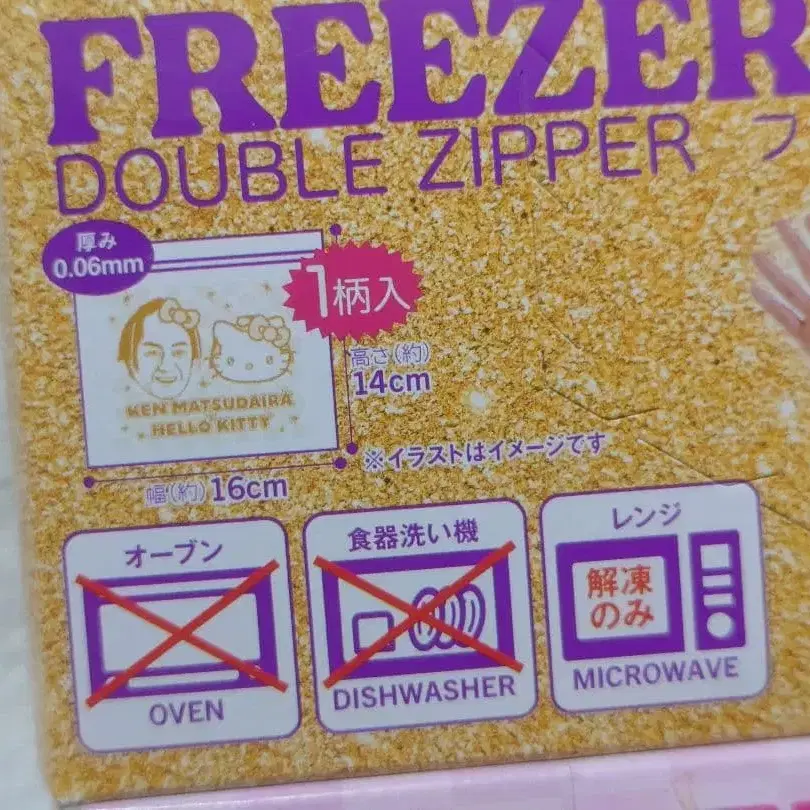 FREEZER
DOUBLE ZIPPER フ
厚み
0.06mm
1柄入
KEN MATSUDAIRA
HELLO KITTY
高さ(約)
14cm
幅(約)16cm
※イラストはイメージです
オーブン
OVEN
食器洗い機
DISHWASHER
レンジ
解凍
のみ
MICROWAVE